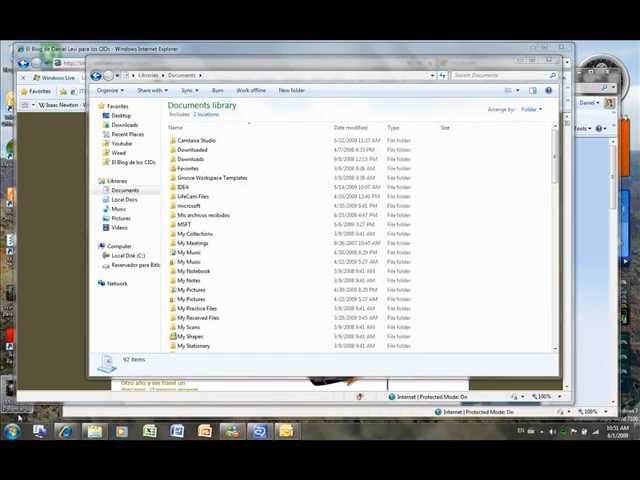 El Blog de Daniel Levi para los CIOs - Windows Internet Explorer
Libraries ▸ Documents ▸
Search Documents
Windows Live
Organize
Share with
Sync
Burn
Work offline
New folder
Favorites
Documents library
Includes: 2 locations
Arrange by: Folder
Isaac Newton
Daniel
Tools
Name
Date modified
Type
Size
Favorites
Desktop
Downloads
Recent Places
Youtube
Wired
El Blog de los CIOs
Libraries
Documents
Local Docs
Music
Pictures
Videos
Computer
Local Disk (C:)
Reservador para Bitlo
Network
Camtasia Studio 5/22/2009 11:23 AM File folder
Downloaded 4/7/2006 4:33 PM File folder
Downloads 9/8/2008 12:15 PM File folder
Favorites 3/9/2008 9:36 AM File folder
Groove Workspace Templates 3/9/2008 9:36 AM File folder
IDEA 5/14/2009 10:07 AM File folder
LifeCam Files File folder
microsoft 4/30/2009 8:41 PM File folder
Mis archivos recibidos 6/23/2006 4:47 PM File folder
MSFT 5/6/2009 3:27 PM File folder
My Collections 3/9/2008 9:41 AM File folder
My Meetings 9/26/2007 10:45 AM File folder
My Music 4/30/2009 8:29 PM File folder
My Music 4/22/2009 5:27 AM File folder
My Notebook 3/9/2008 9:41 AM File folder
My Notes 3/9/2008 9:41 AM File folder
My Pictures 4/30/2009 8:29 PM File folder
My Pictures 4/22/2009 5:27 AM File folder
My Practice Files 3/9/2008 9:41 AM File folder
My Received Files 3/20/2009 9:45 AM File folder
My Scans 3/9/2008 9:41 AM File folder
My Shapes 3/9/2008 9:41 AM File folder
My Stationery 3/9/2008 9:41 AM File folder
92 items
Otro año y me tomé un
Internet | Protected Mode: On
100%
Internet | Protected Mode: On
100%
EN
10:51 AM
6/1/2009